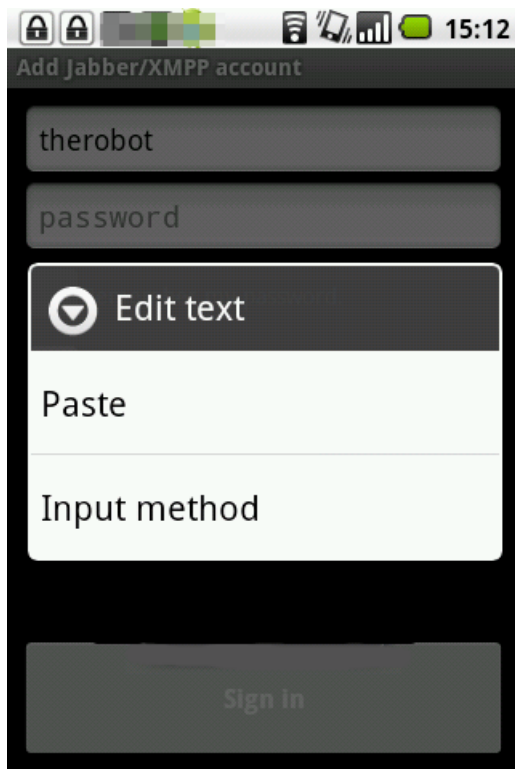 15:12
Add Jabber/XMPP account
therobot
password
Edit text
Paste
Input method
Sign in